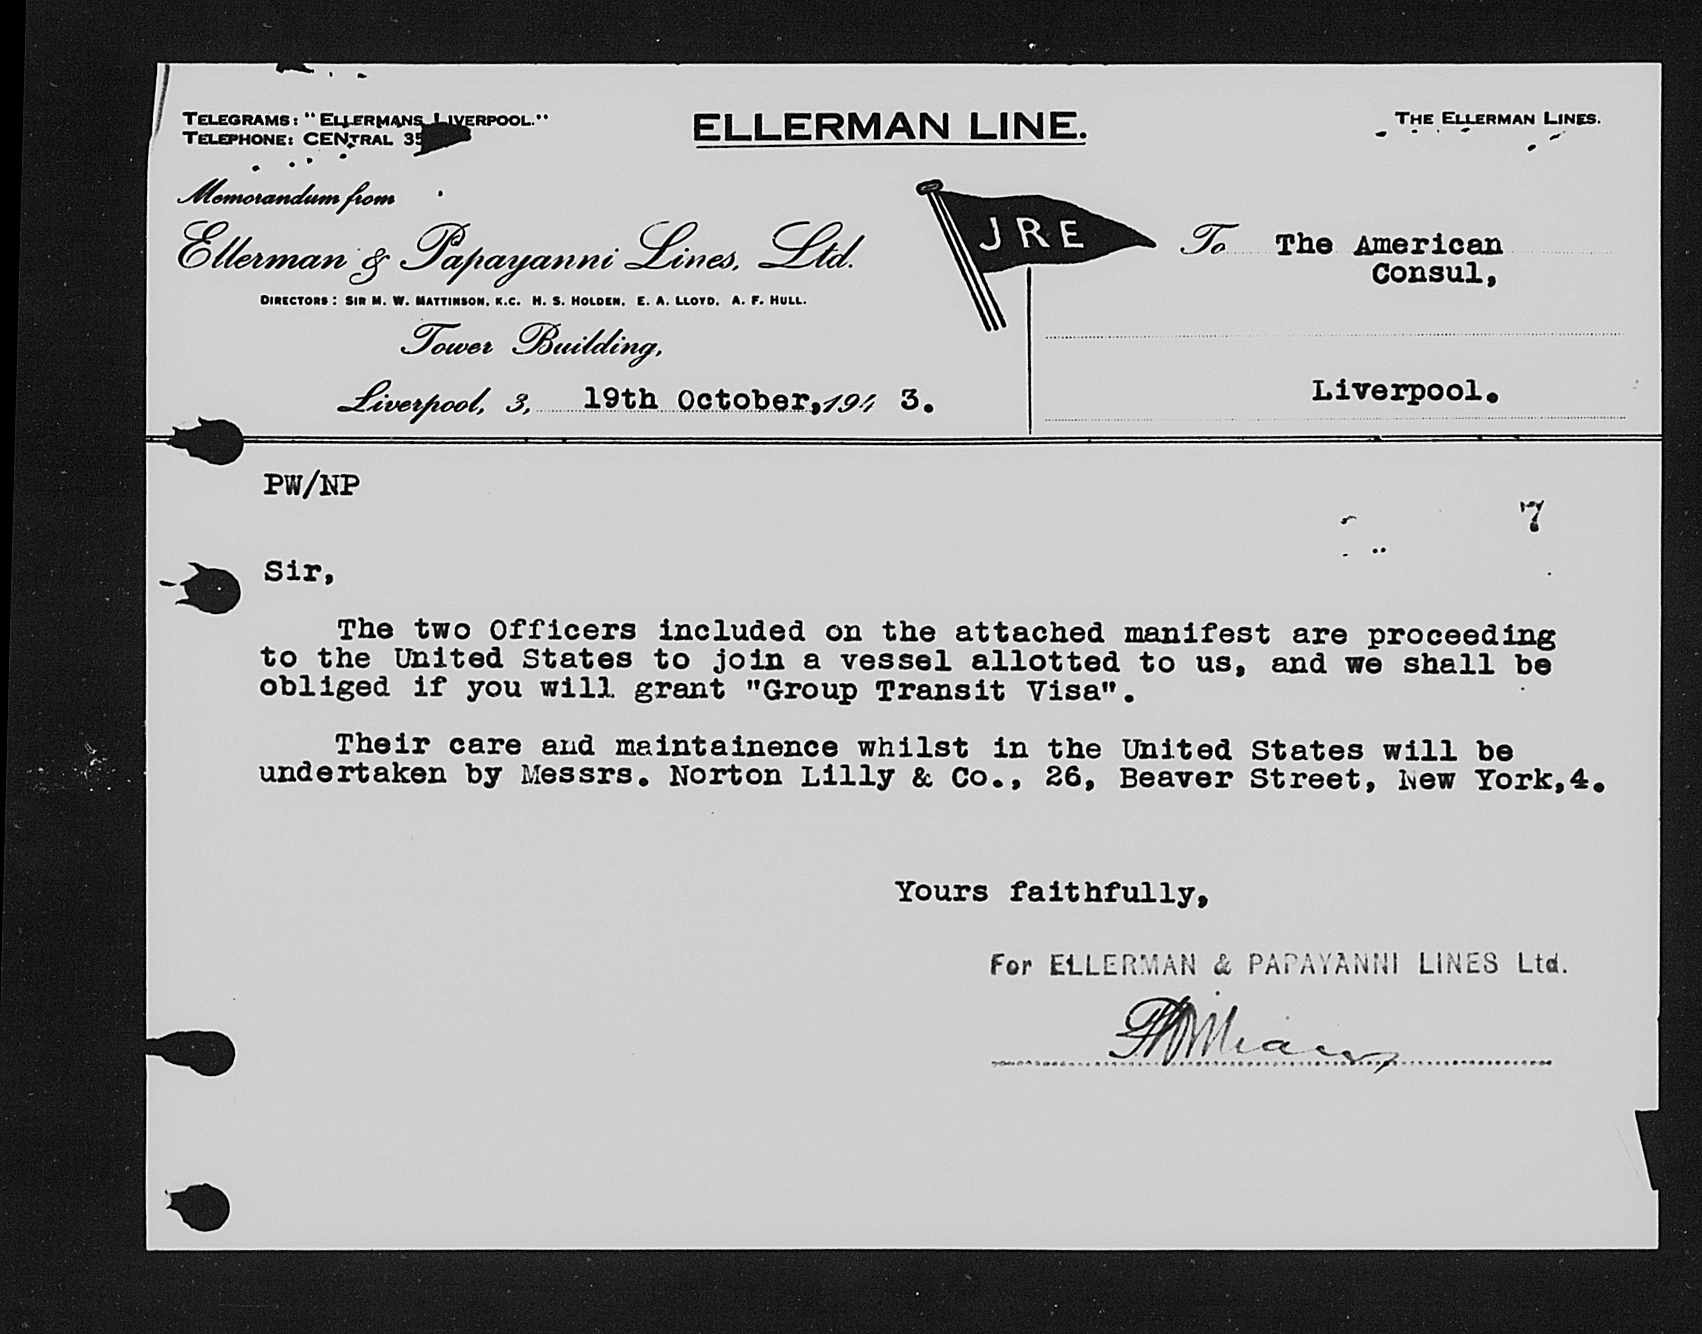 TELEGRAMS: "ELLERMANS LIVERPOOL."
TELEPHONE: CENTRAL 35
ELLERMAN LINE.
THE ELLERMAN LINES.
Memorandum from
Ellerman & Papayanni Lines, Ltd.
DIRECTORS: SIR M. W. MATTINSON, K.C. H. S. HOLDEN. E. A. LLOYD. A. F. HULL.
Tower Building,
Liverpool, 3, 19th October, 194 3.
J R E
To The American
Consul,
Liverpool.
PW/NP
7
Sir,
The two Officers included on the attached manifest are proceeding
to the United States to join a vessel allotted to us, and we shall be
obliged if you will grant "Group Transit Visa".
Their care and maintainence whilst in the United States will be
undertaken by Messrs. Norton Lilly & Co., 26, Beaver Street, New York,4.
Yours faithfully,
For ELLERMAN & PAPAYANNI LINES Ltd.